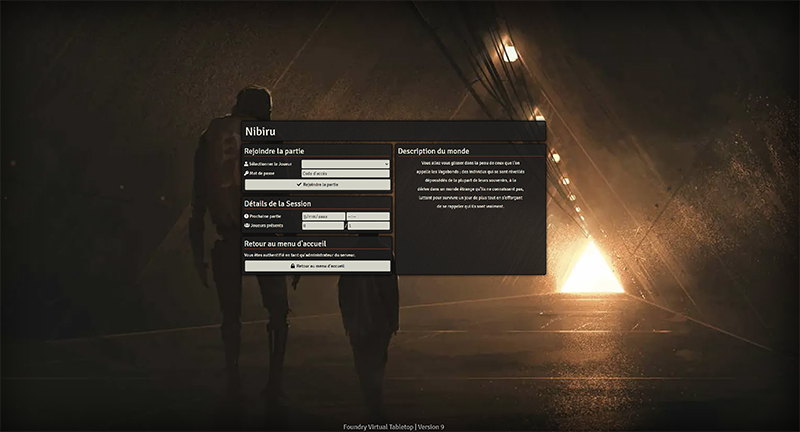 Nibiru
Rejoindre la partie
Sélectionner le Joueur
Mot de passe
Code d'accès
Rejoindre la partie
Détails de la Session
Prochaine partie
jj/mm/aaaa
--:--
Joueurs présents
0 / 1
Retour au menu d'accueil
Vous êtes authentifié en tant qu'administrateur du serveur.
Retour au menu d'accueil
Description du monde
Vous allez vous glisser dans la peau de ceux que l'on
appelle les Vagabonds : des individus qui se sont réveillés
dépossédés de la plupart de leurs souvenirs, à la
dérive dans un monde étrange qu'ils ne connaissent pas,
luttant pour survivre un jour de plus tout en s'efforçant
de se rappeler qui ils sont vraiment.
Foundry Virtual Tabletop | Version 9